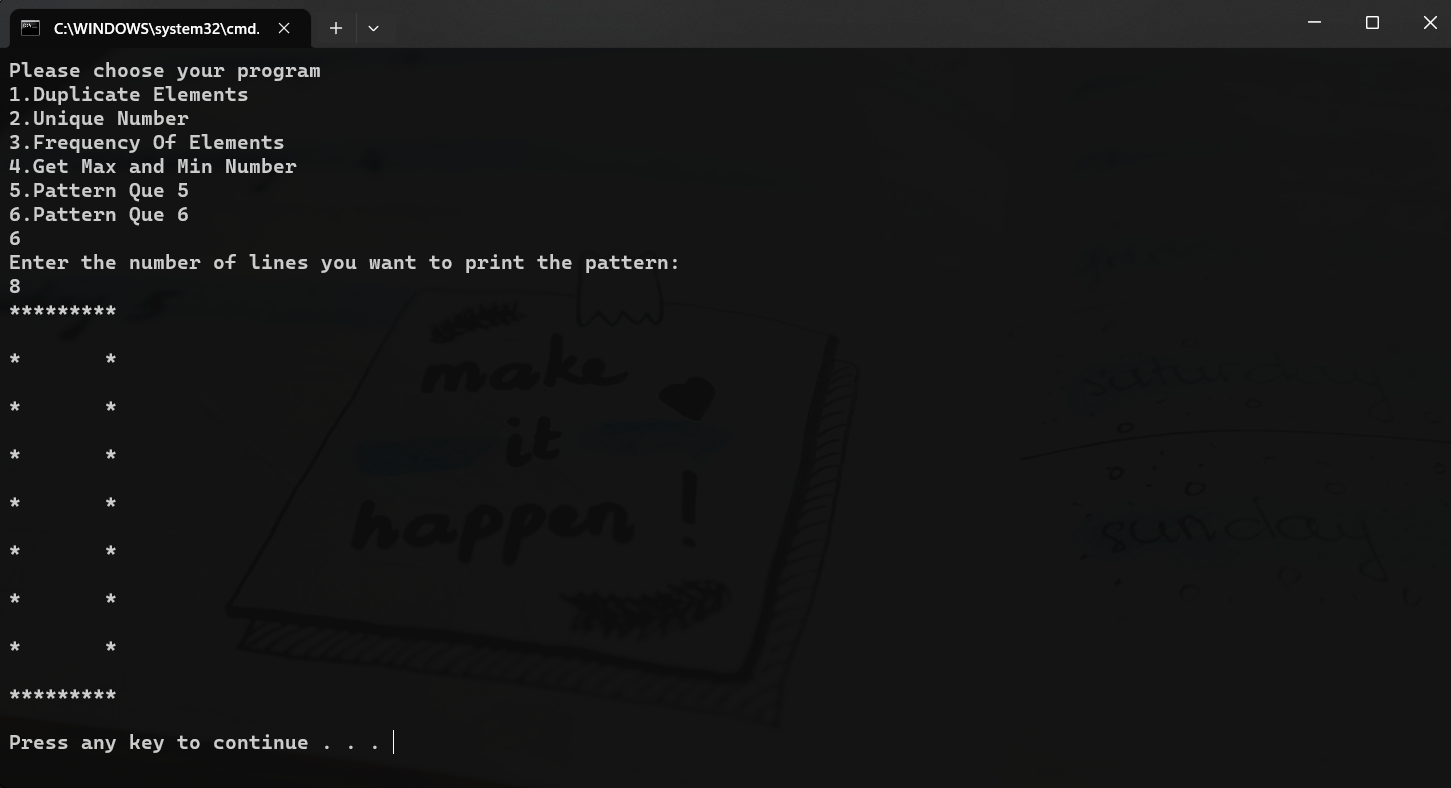 C:\WINDOWS\system32\cmd.
Please choose your program
1.Duplicate Elements
2.Unique Number
3.Frequency Of Elements
4.Get Max and Min Number
5.Pattern Que 5
6.Pattern Que 6
6
Enter the number of lines you want to print the pattern:
8
*********
*       *
*       *
*       *
*       *
*       *
*       *
*       *
*********
Press any key to continue . . .
make
it
happen !
saturday
sunday